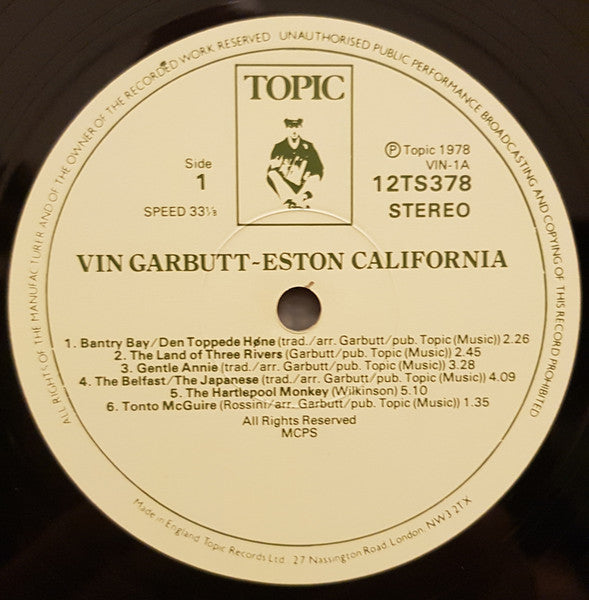 ALL RIGHTS OF THE MANUFACTURER AND OF THE OWNER OF THE RECORDED WORK RESERVED UNAUTHORISED PUBLIC PERFORMANCE BROADCASTING AND COPYING OF THIS RECORD PROHIBITED
TOPIC
Side
1
SPEED 33⅓
Ⓟ Topic 1978
VIN-1A
12TS378
STEREO
VIN GARBUTT-ESTON CALIFORNIA
1. Bantry Bay/Den Toppede Høne (trad./arr. Garbutt/pub. Topic (Music)) 2.26
2. The Land of Three Rivers (Garbutt/pub. Topic (Music)) 2.45
3. Gentle Annie (trad./arr. Garbutt/pub. Topic (Music)) 3.28
4. The Belfast/The Japanese (trad./arr. Garbutt/pub. Topic (Music)) 4.09
5. The Hartlepool Monkey (Wilkinson) 5.10
6. Tonto McGuire (Rossini/arr. Garbutt/pub. Topic (Music)) 1.35
All Rights Reserved
MCPS
Made in England, Topic Records Ltd., 27 Nassington Road, London, NW3 2TX